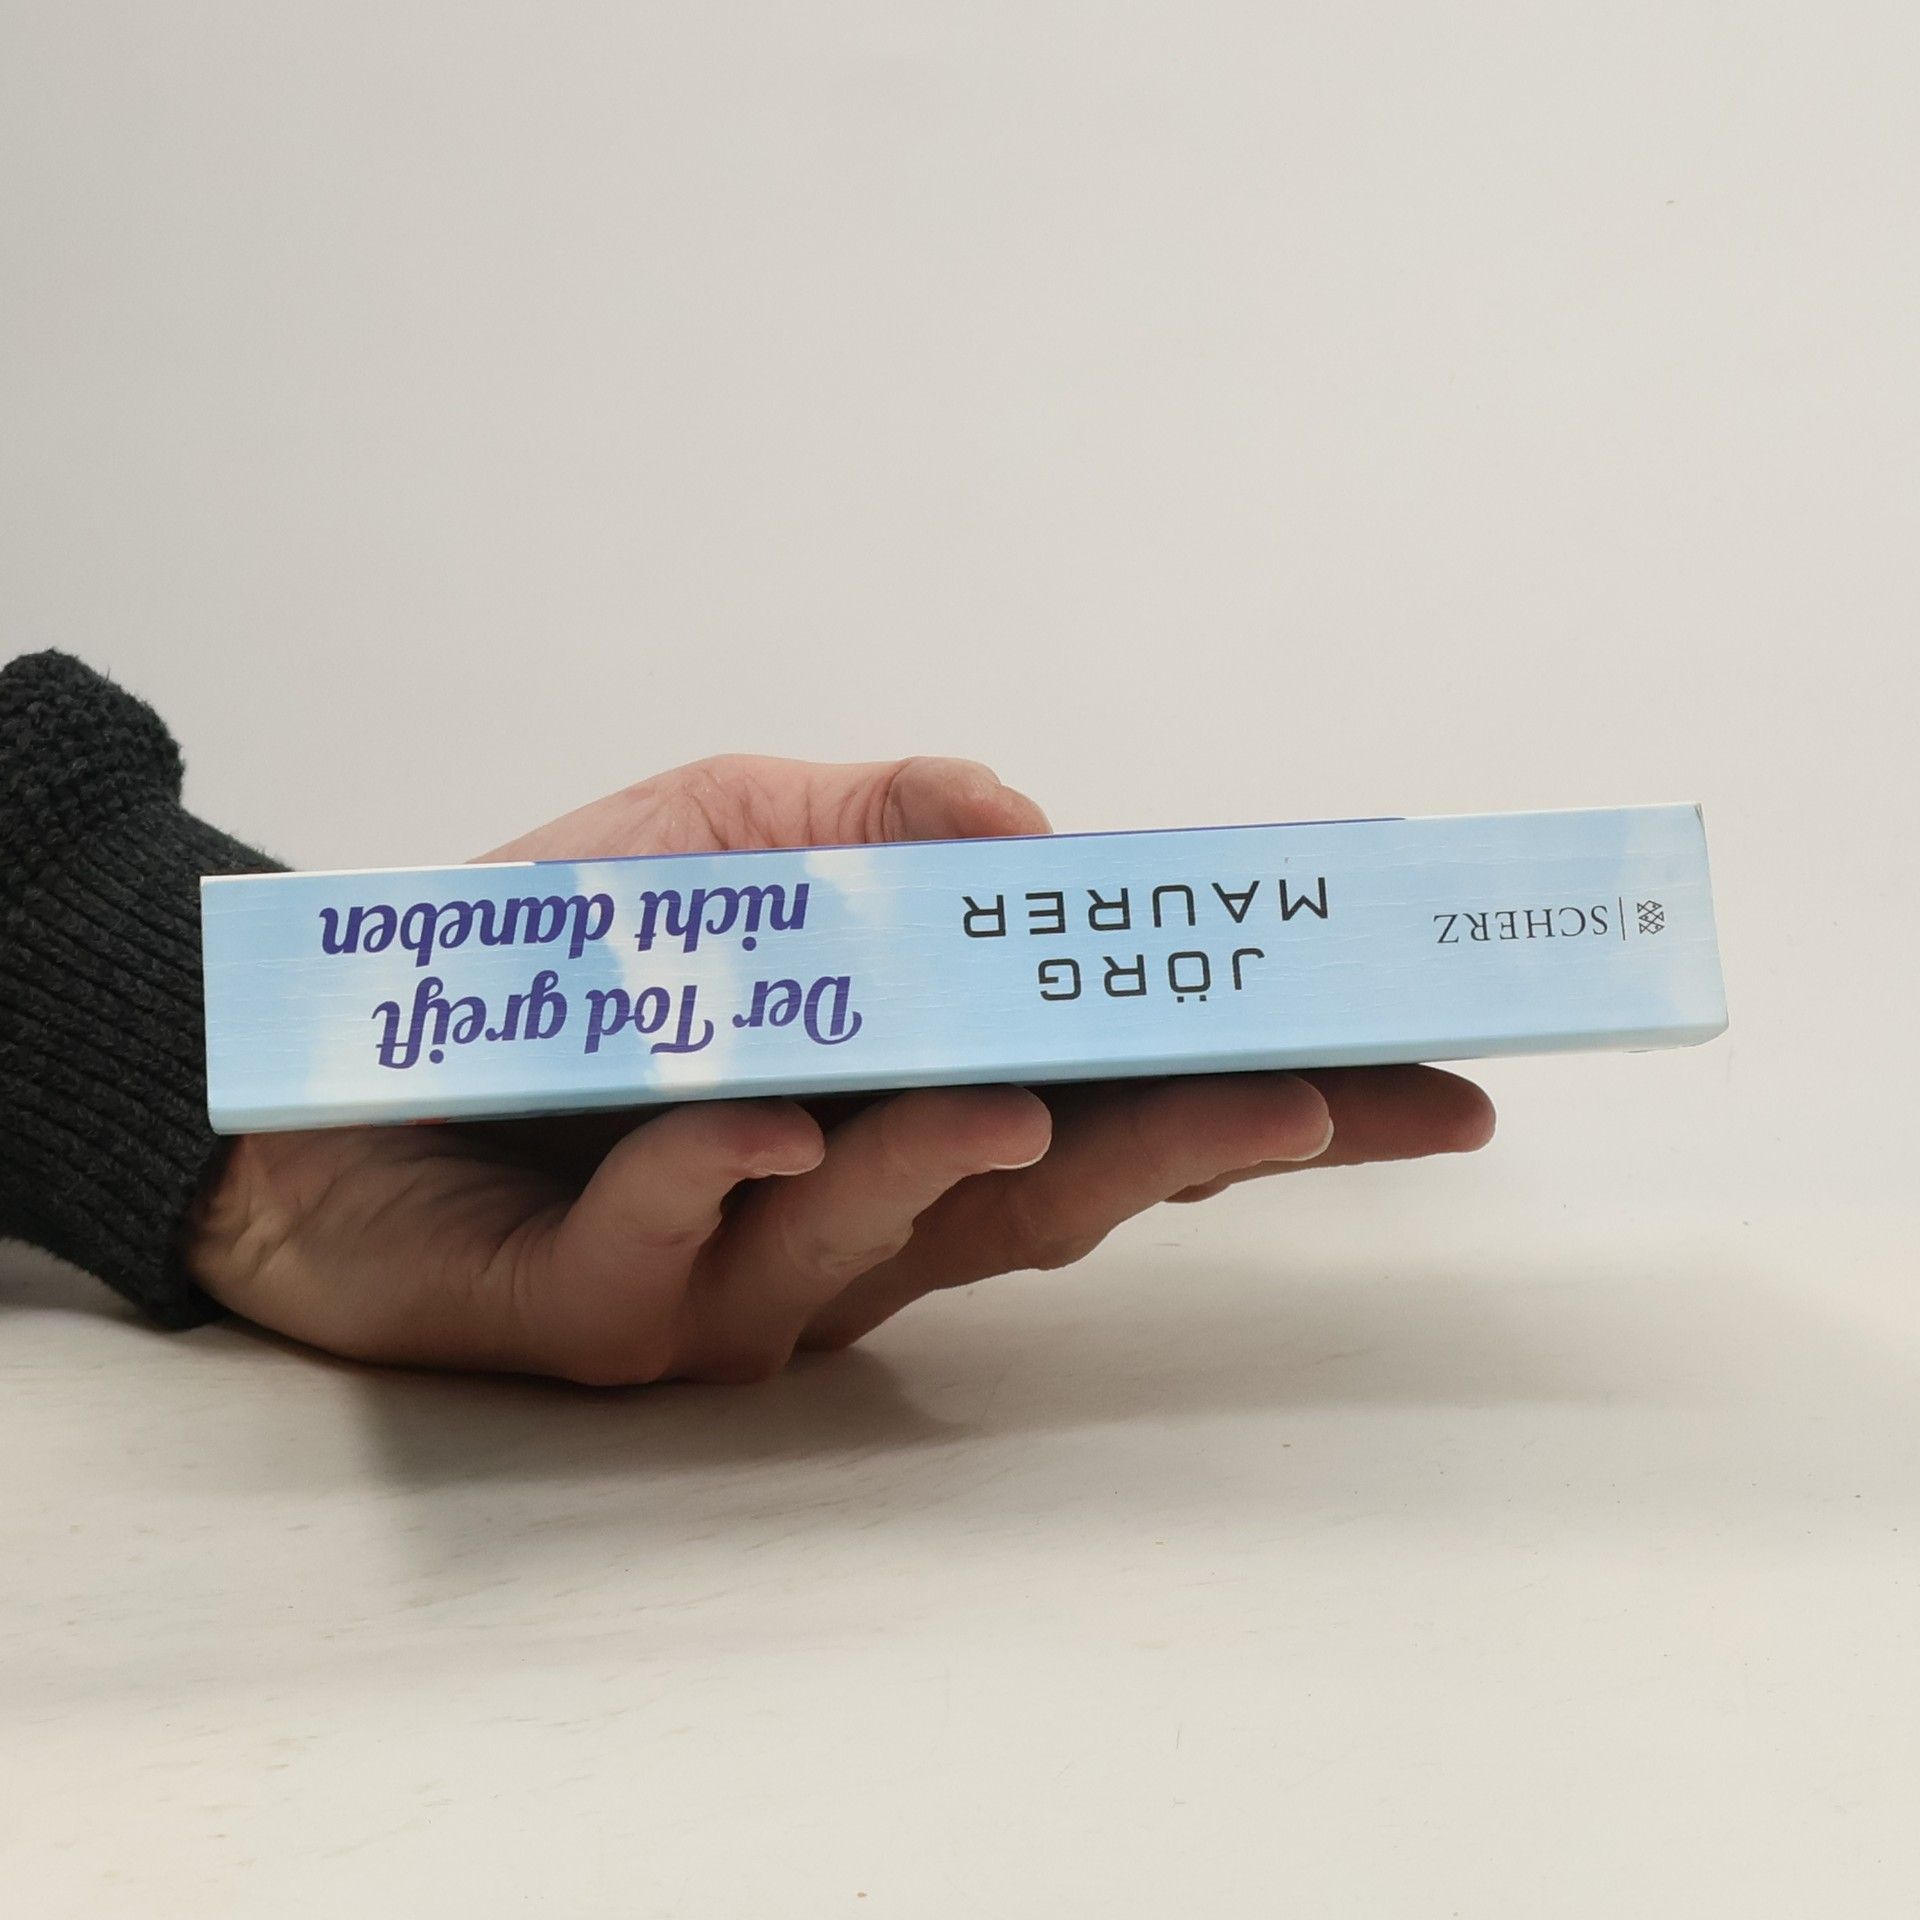 SCHERZ
JÖRG
MAURER
Der Tod greift
nicht daneben